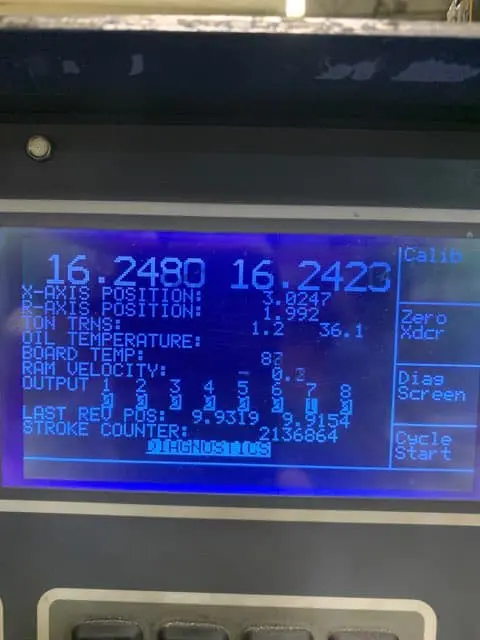 16.2480 16.2423
X-AXIS POSITION: 3.0247
R-AXIS POSITION: 1.992
TON TRNS: 1.2 36.1
OIL TEMPERATURE:
BOARD TEMP: 82
RAM VELOCITY: - 0.2
OUTPUT 1 2 3 4 5 6 7 8
LAST REV POS: 9.9319 9.9154
STROKE COUNTER: 2136864
DIAGNOSTICS
Calib
Zero
Xdcr
Diag
Screen
Cycle
Start